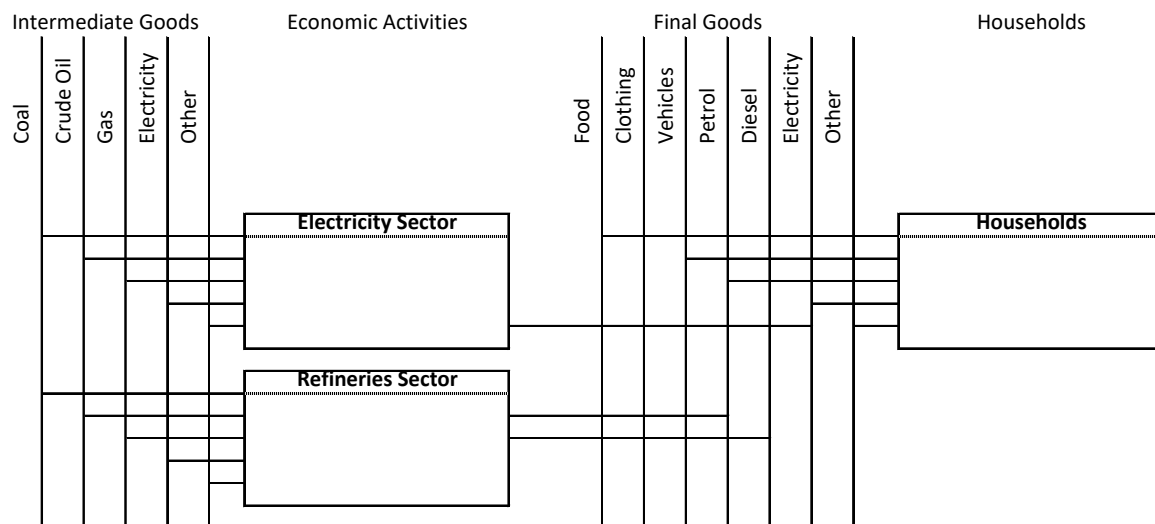 Intermediate Goods
Economic Activities
Final Goods
Households
Coal
Crude Oil
Gas
Electricity
Other
Food
Clothing
Vehicles
Petrol
Diesel
Electricity
Other
Electricity Sector
Households
Refineries Sector